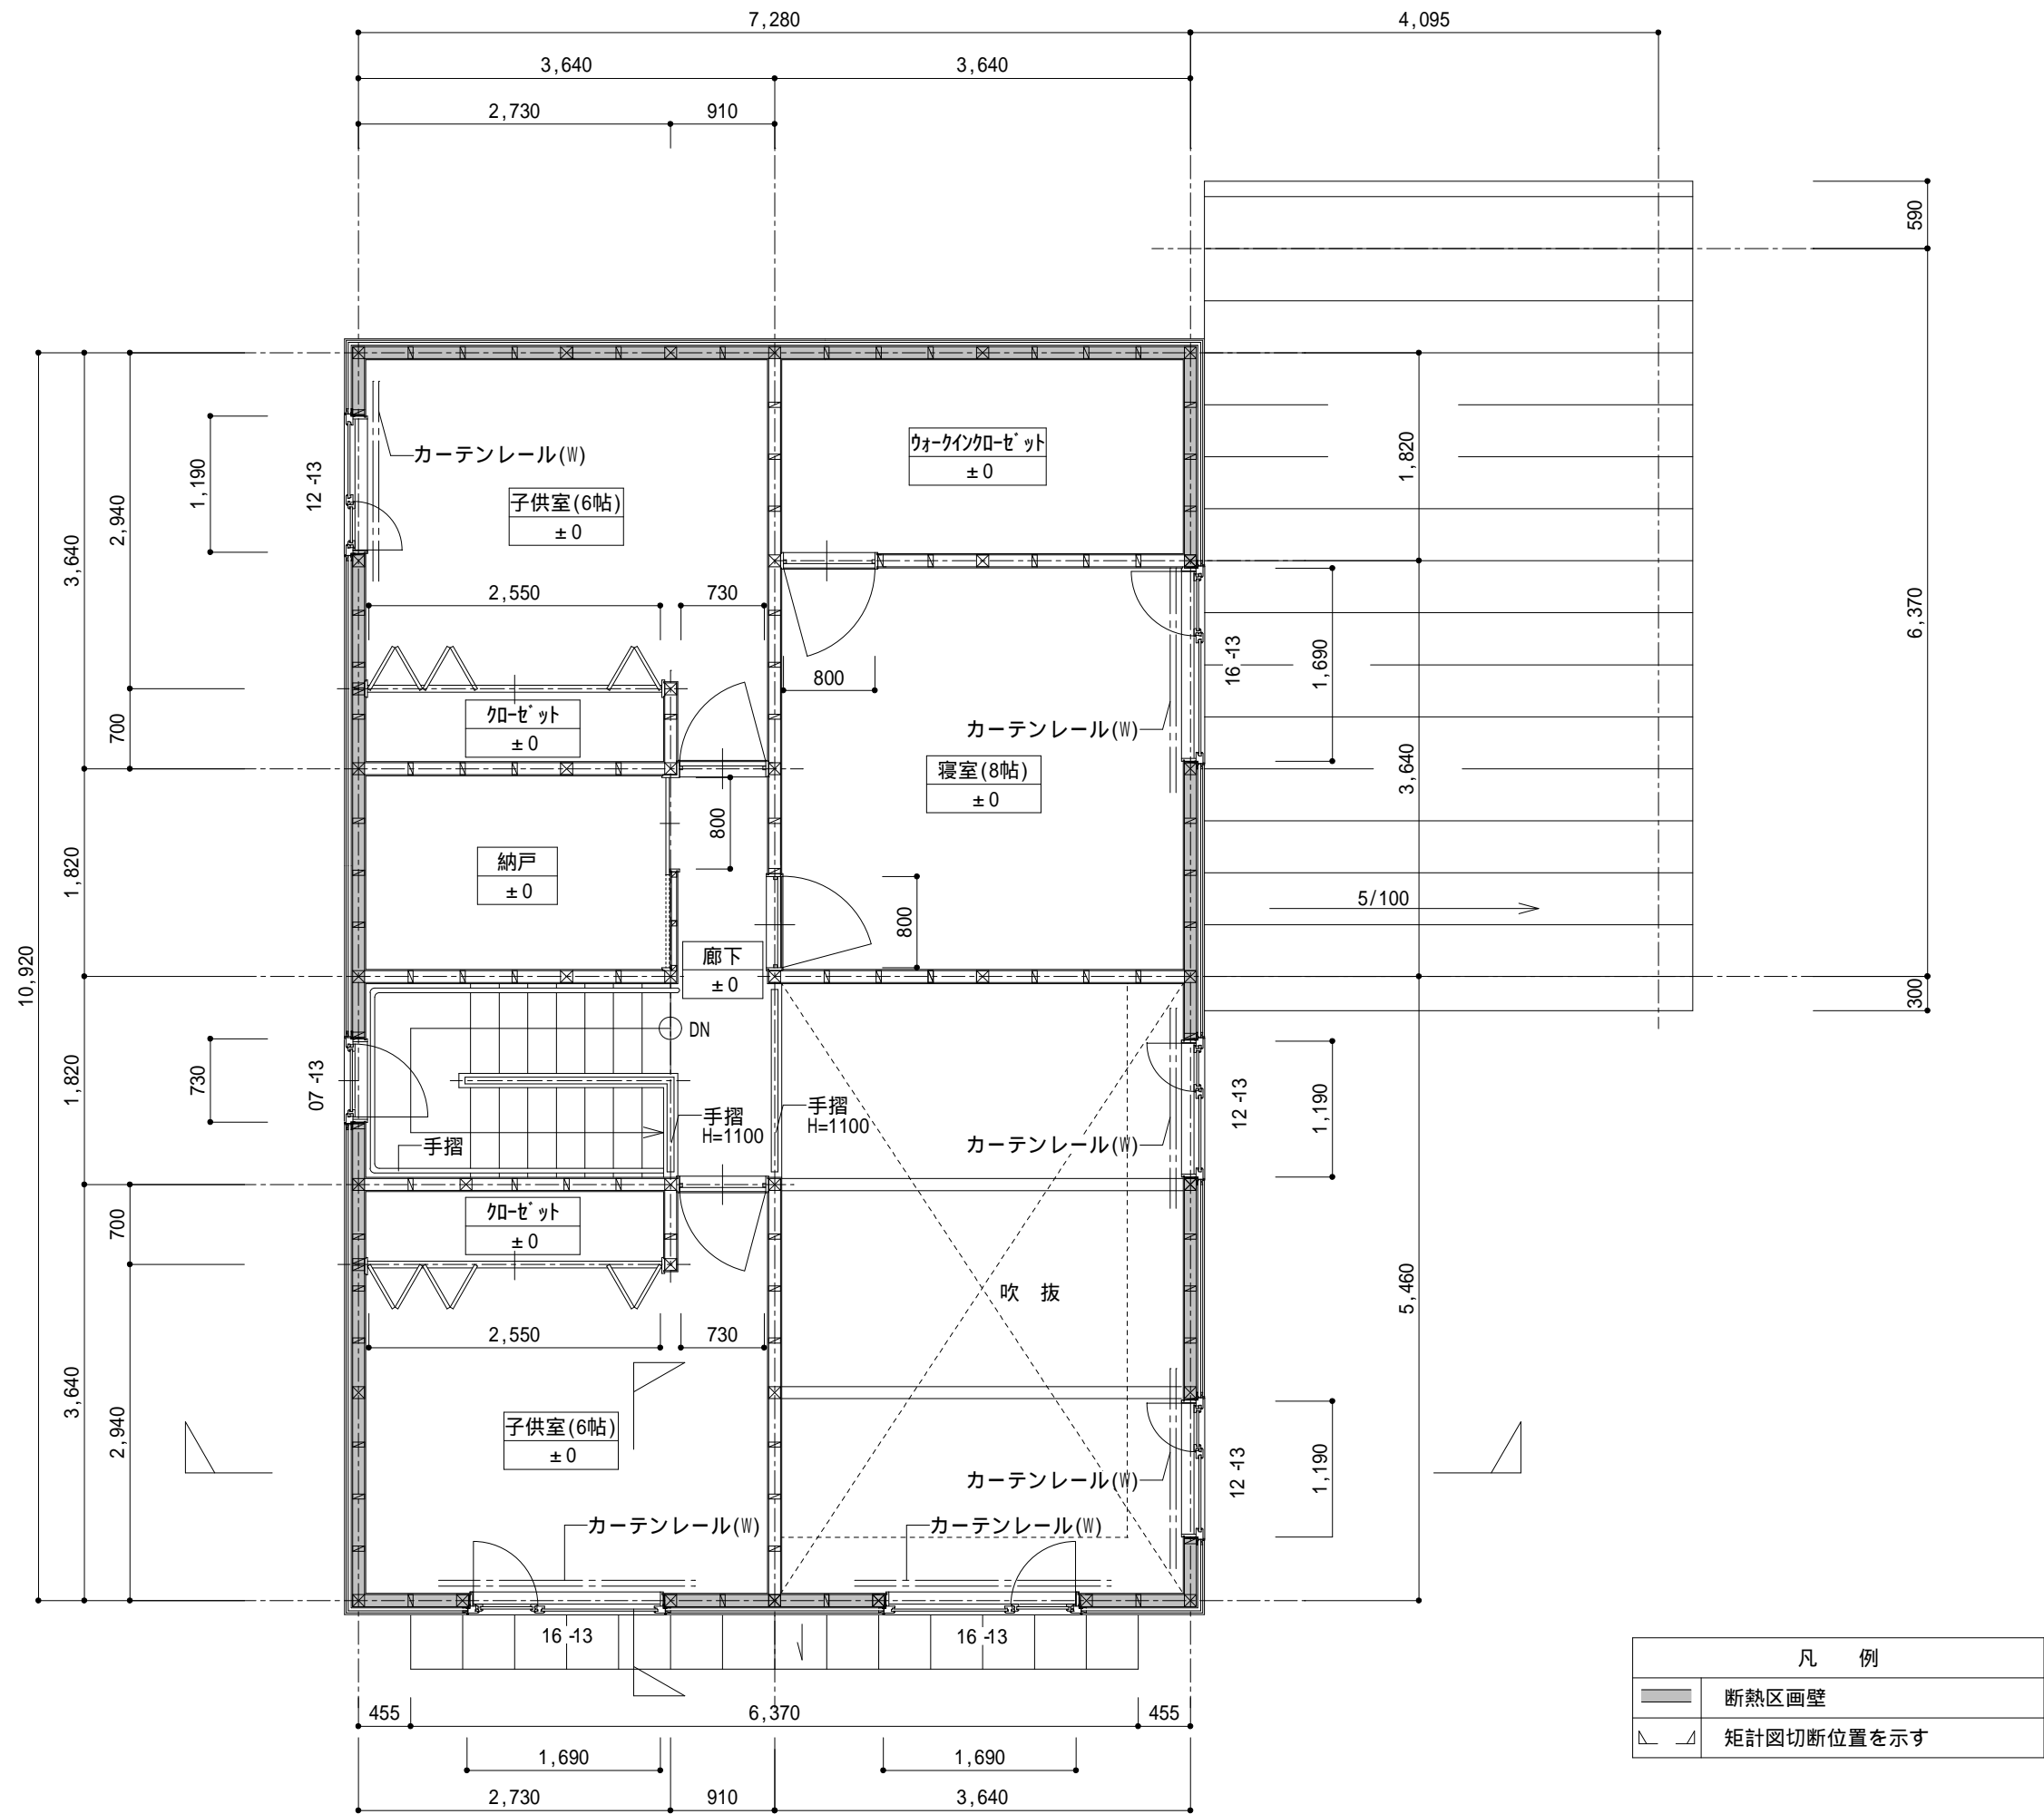 7,280
4,095
3,640
3,640
2,730
910
590
カーテンレール(W)
ウォークインクローゼット
±0
1,820
1,190
12-13
2,940
子供室(6帖)
±0
3,640
2,550
730
6,370
16-13
1,690
800
クローゼット
±0
カーテンレール(W)
700
寝室(8帖)
±0
3,640
800
納戸
±0
1,820
5/100
800
廊下
±0
10,920
300
DN
730
07-13
1,820
手摺
H=1100
手摺
H=1100
手摺
カーテンレール(W)
12-13
1,190
クローゼット
±0
700
吹 抜
5,460
2,550
730
3,640
2,940
子供室(6帖)
±0
カーテンレール(W)
12-13
1,190
カーテンレール(W)
カーテンレール(W)
16-13
16-13
凡 例
断熱区画壁
矩計図切断位置を示す
455
6,370
455
1,690
1,690
2,730
910
3,640